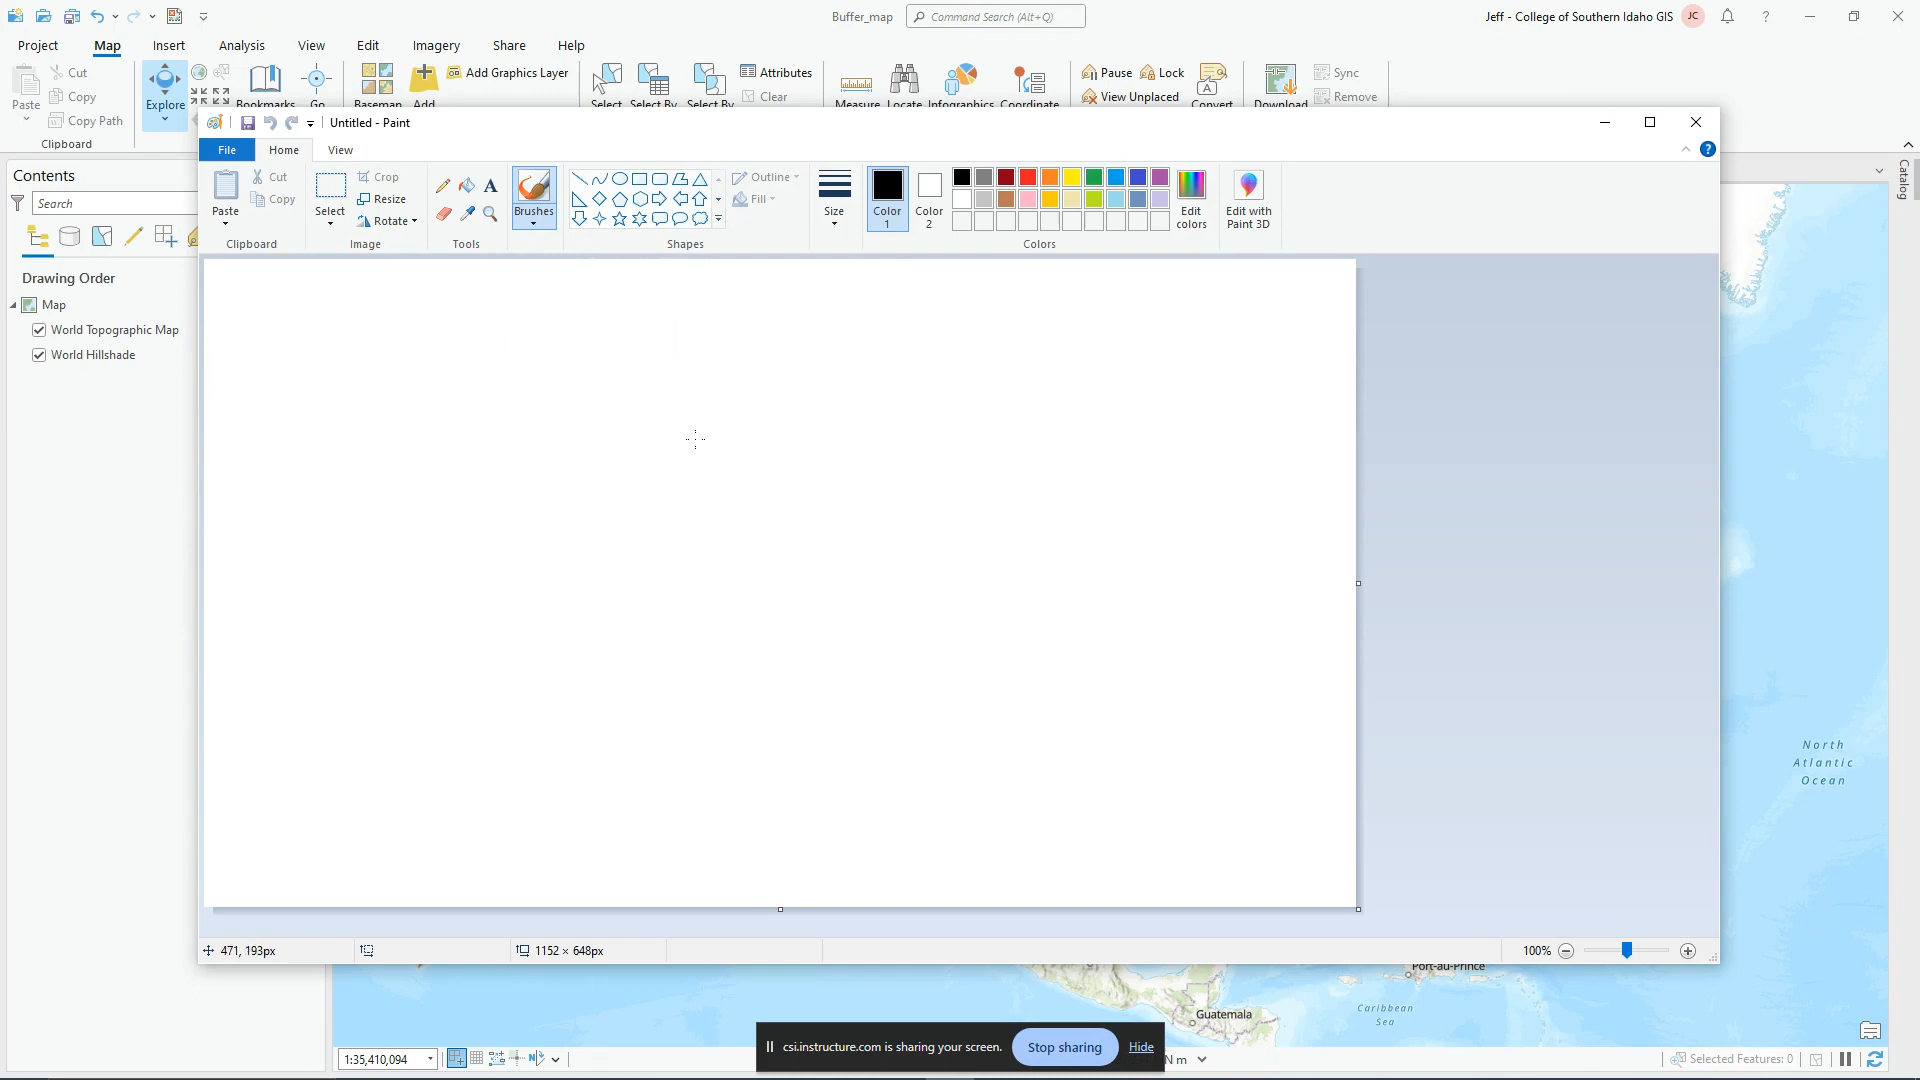 Buffer_map
Command Search (Alt+Q)
Jeff - College of Southern Idaho GIS
JC
Project
Map
Insert
Analysis
View
Edit
Imagery
Share
Help
Paste
Cut
Copy
Copy Path
Clipboard
Explore
Bookmarks
Go
Basemap
Add
Add Graphics Layer
Select
Select By
Select By
Attributes
Clear
Measure
Locate
Infographics
Coordinate
Pause
Lock
View Unplaced
Convert
Download
Sync
Remove
Untitled - Paint
File
Home
View
Paste
Cut
Copy
Clipboard
Select
Crop
Resize
Rotate
Image
Tools
Brushes
Shapes
Outline
Fill
Size
Color
1
Color
2
Colors
Edit
colors
Edit with
Paint 3D
Contents
Search
Drawing Order
Map
World Topographic Map
World Hillshade
Catalog
North
Atlantic
Ocean
471, 193px
1152 × 648px
100%
Port-au-Prince
Guatemala
Caribbean
Sea
1:35,410,094
csi.instructure.com is sharing your screen.
Stop sharing
Hide
N m
Selected Features: 0